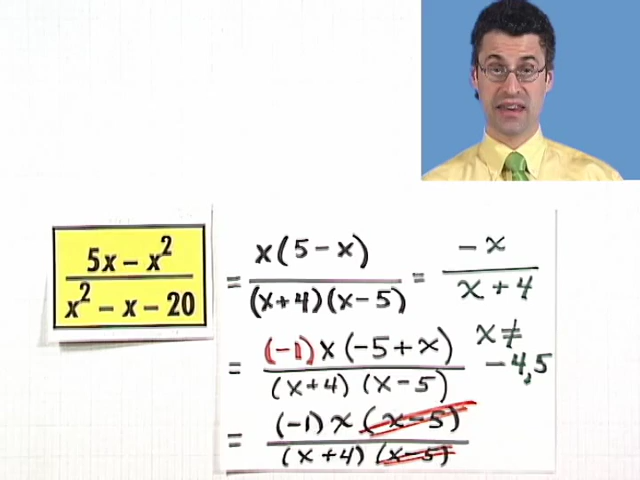 (5x − x²)/(x² − x − 20)
= x(5 − x)/((x+4)(x−5)) = −x/(x + 4)
x ≠ −4,5
= (−1)x(−5+x)/((x+4)(x−5))
= (−1)x(x−5)/((x+4)(x−5))